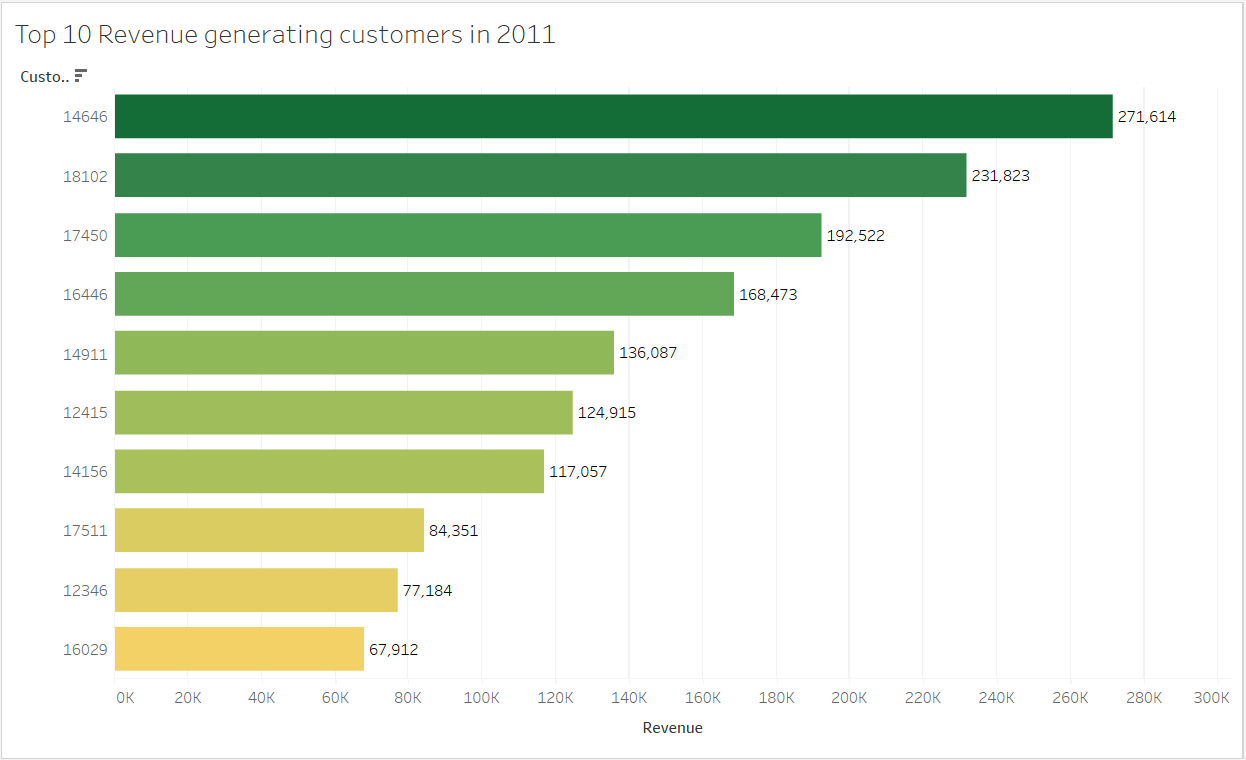 Top 10 Revenue generating customers in 2011
Custo..
14646 271,614
18102 231,823
17450 192,522
16446 168,473
14911 136,087
12415 124,915
14156 117,057
17511 84,351
12346 77,184
16029 67,912
0K 20K 40K 60K 80K 100K 120K 140K 160K 180K 200K 220K 240K 260K 280K 300K
Revenue